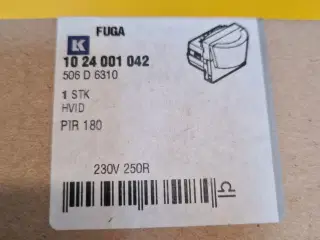 FUGA
K
10 24 001 042
506 D 6310
1 STK
HVID
PIR 180
230V 250R